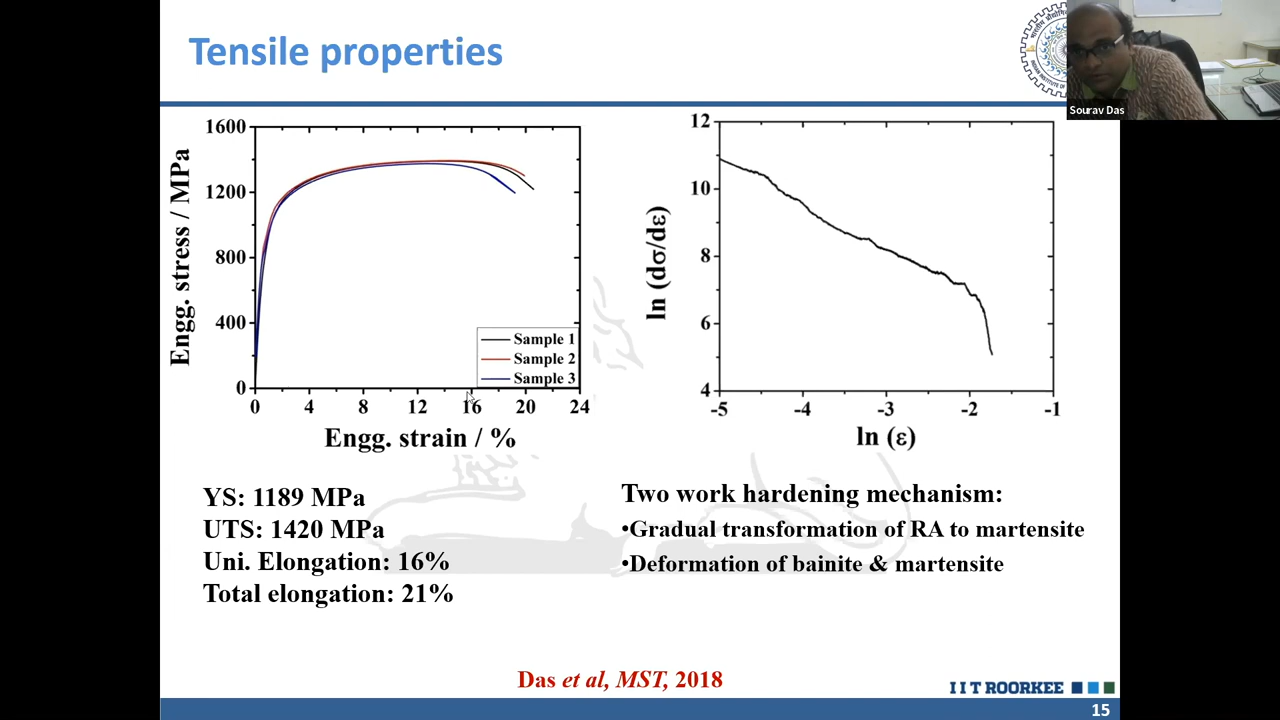 Tensile properties
Sourav Das
1600
1200
800
400
0
0 4 8 12 16 20 24
Engg. stress / MPa
Engg. strain / %
Sample 1
Sample 2
Sample 3
12
10
8
6
4
-5 -4 -3 -2 -1
ln (dσ/dε)
ln (ε)
YS: 1189 MPa
UTS: 1420 MPa
Uni. Elongation: 16%
Total elongation: 21%
Two work hardening mechanism:
•Gradual transformation of RA to martensite
•Deformation of bainite & martensite
Das et al, MST, 2018
I I T ROORKEE
15